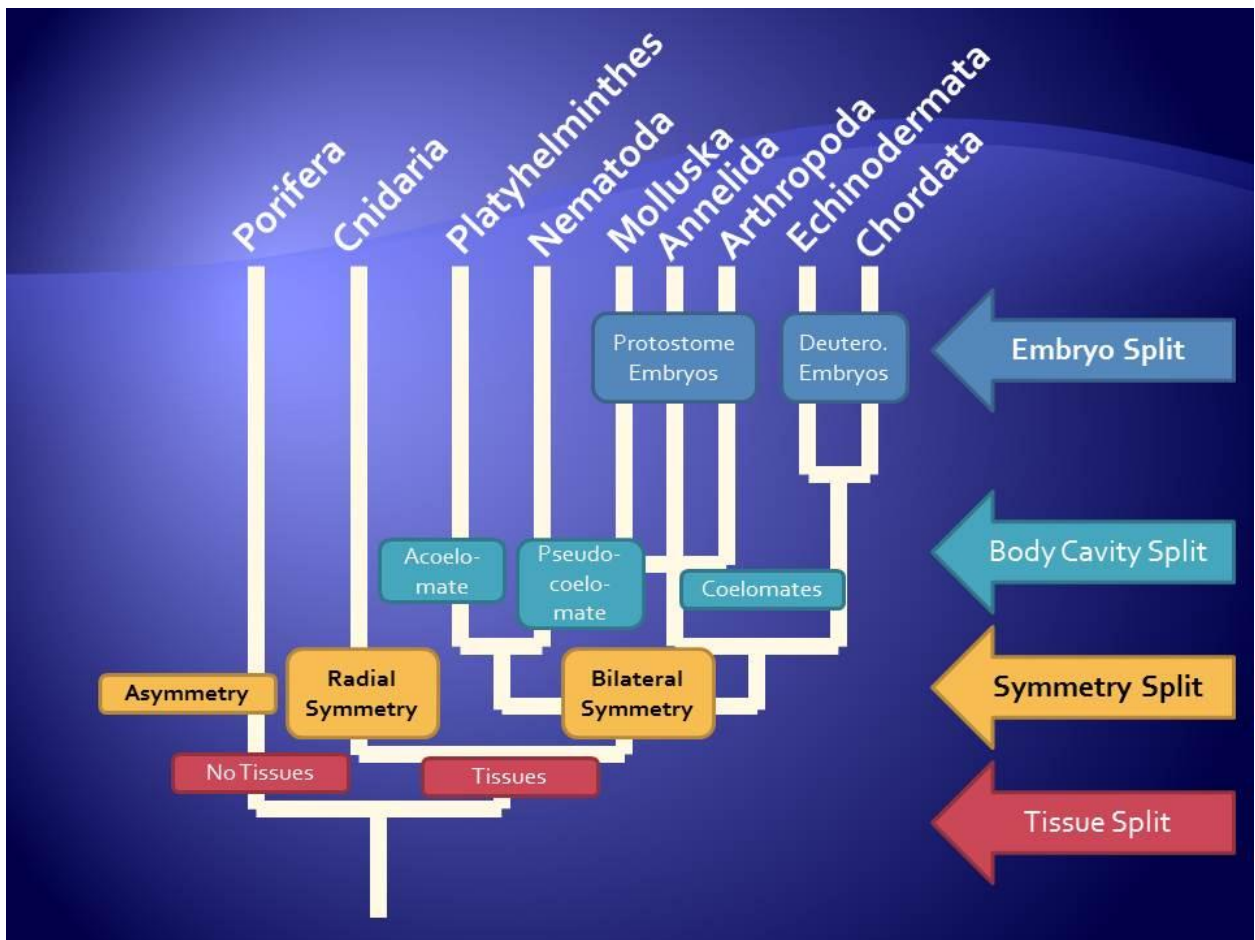 Porifera
Cnidaria
Platyhelminthes
Nematoda
Molluska
Annelida
Arthropoda
Echinodermata
Chordata
Protostome
Embryos
Deutero.
Embryos
Embryo Split
Acoelo-
mate
Pseudo-
coelo-
mate
Coelomates
Body Cavity Split
Asymmetry
Radial
Symmetry
Bilateral
Symmetry
Symmetry Split
No Tissues
Tissues
Tissue Split